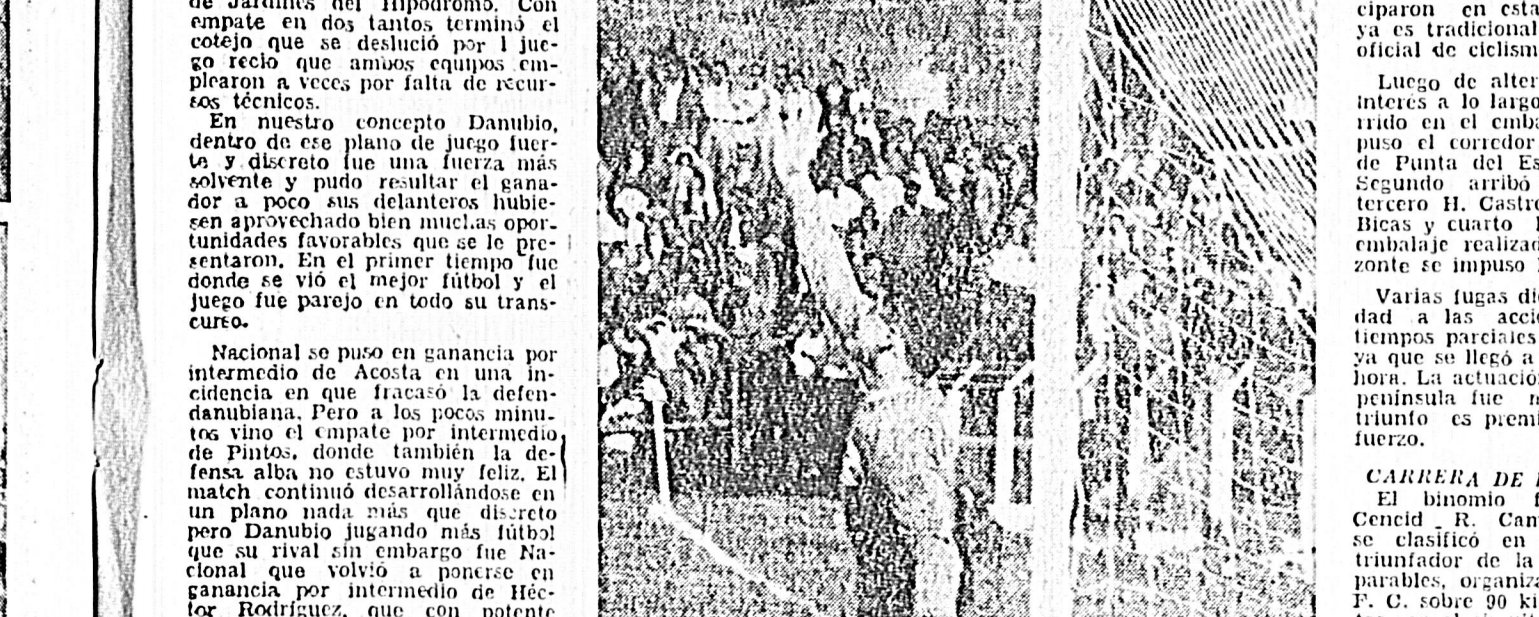 de Jardines del Hipódromo. Con
empate en dos tantos terminó el
cotejo que se deslució por l jue-
go recio que ambos equipos em-
plearon a veces por falta de recur-
sos técnicos.
En nuestro concepto Danubio,
dentro de ese plano de juego fuer-
te y discreto fue una fuerza más
solvente y pudo resultar el gana-
dor a poco sus delanteros hubie-
sen aprovechado bien muchas opor-
tunidades favorables que se le pre-
sentaron. En el primer tiempo fue
donde se vió el mejor fútbol y el
juego fue parejo en todo su trans-
curso.
Nacional se puso en ganancia por
intermedio de Acosta en una in-
cidencia en que fracasó la defen-
danubiana. Pero a los pocos minu-
tos vino el empate por intermedio
de Pintos, donde también la de-
fensa alba no estuvo muy feliz. El
match continuó desarrollándose en
un plano nada más que discreto
pero Danubio jugando más fútbol
que su rival sin embargo fue Na-
cional que volvió a ponerse en
ganancia por intermedio de Héc-
tor Rodríguez, que con potente
ciparon en esta
ya es tradicional
oficial de ciclism
Luego de alter
interés a lo largo
rrido en el emba
puso el corredor
de Punta del Es
Segundo arribó
tercero H. Castro
Bicas y cuarto
embalaje realizad
zonte se impuso
Varias fugas die
dad a las accio
tiempos parciales
ya que se llegó a
hora. La actuació
península fue
triunfo es premi
fuerzo.
CARRERA DE
El binomio
Cencid - R. Can
se clasificó en
triunfador de la
parables, organiza
F. C. sobre 90 ki